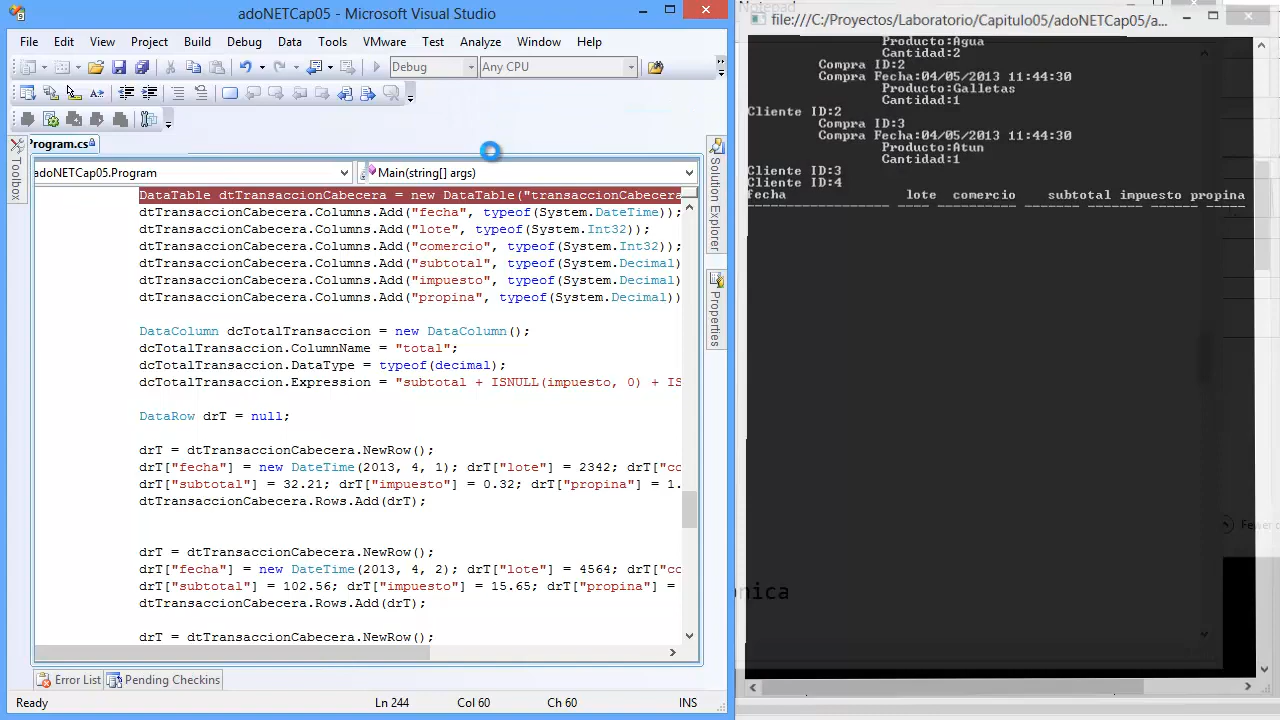 adoNETCap05 - Microsoft Visual Studio
File Edit View Project Build Debug Data Tools VMware Test Analyze Window Help
Debug Any CPU
Program.cs
adoNETCap05.Program Main(string[] args)
Toolbox
Solution Explorer
Properties
DataTable dtTransaccionCabecera = new DataTable("transaccionCabecera
dtTransaccionCabecera.Columns.Add("fecha", typeof(System.DateTime));
dtTransaccionCabecera.Columns.Add("lote", typeof(System.Int32));
dtTransaccionCabecera.Columns.Add("comercio", typeof(System.Int32));
dtTransaccionCabecera.Columns.Add("subtotal", typeof(System.Decimal)
dtTransaccionCabecera.Columns.Add("impuesto", typeof(System.Decimal)
dtTransaccionCabecera.Columns.Add("propina", typeof(System.Decimal))
DataColumn dcTotalTransaccion = new DataColumn();
dcTotalTransaccion.ColumnName = "total";
dcTotalTransaccion.DataType = typeof(decimal);
dcTotalTransaccion.Expression = "subtotal + ISNULL(impuesto, 0) + IS
DataRow drT = null;
drT = dtTransaccionCabecera.NewRow();
drT["fecha"] = new DateTime(2013, 4, 1); drT["lote"] = 2342; drT["co
drT["subtotal"] = 32.21; drT["impuesto"] = 0.32; drT["propina"] = 1.
dtTransaccionCabecera.Rows.Add(drT);
drT = dtTransaccionCabecera.NewRow();
drT["fecha"] = new DateTime(2013, 4, 2); drT["lote"] = 4564; drT["co
drT["subtotal"] = 102.56; drT["impuesto"] = 15.65; drT["propina"] =
dtTransaccionCabecera.Rows.Add(drT);
drT = dtTransaccionCabecera.NewRow();
Error List Pending Checkins
Ready Ln 244 Col 60 Ch 60 INS
Notepad
file:///C:/Proyectos/Laboratorio/Capitulo05/adoNETCap05/a...
Producto:Agua
Cantidad:2
Compra ID:2
Compra Fecha:04/05/2013 11:44:30
Producto:Galletas
Cantidad:1
Cliente ID:2
Compra ID:3
Compra Fecha:04/05/2013 11:44:30
Producto:Atun
Cantidad:1
Cliente ID:3
Cliente ID:4
fecha lote comercio subtotal impuesto propina
------------------ ---- ---------- ------- ------- ------ -----
Fewer
onica